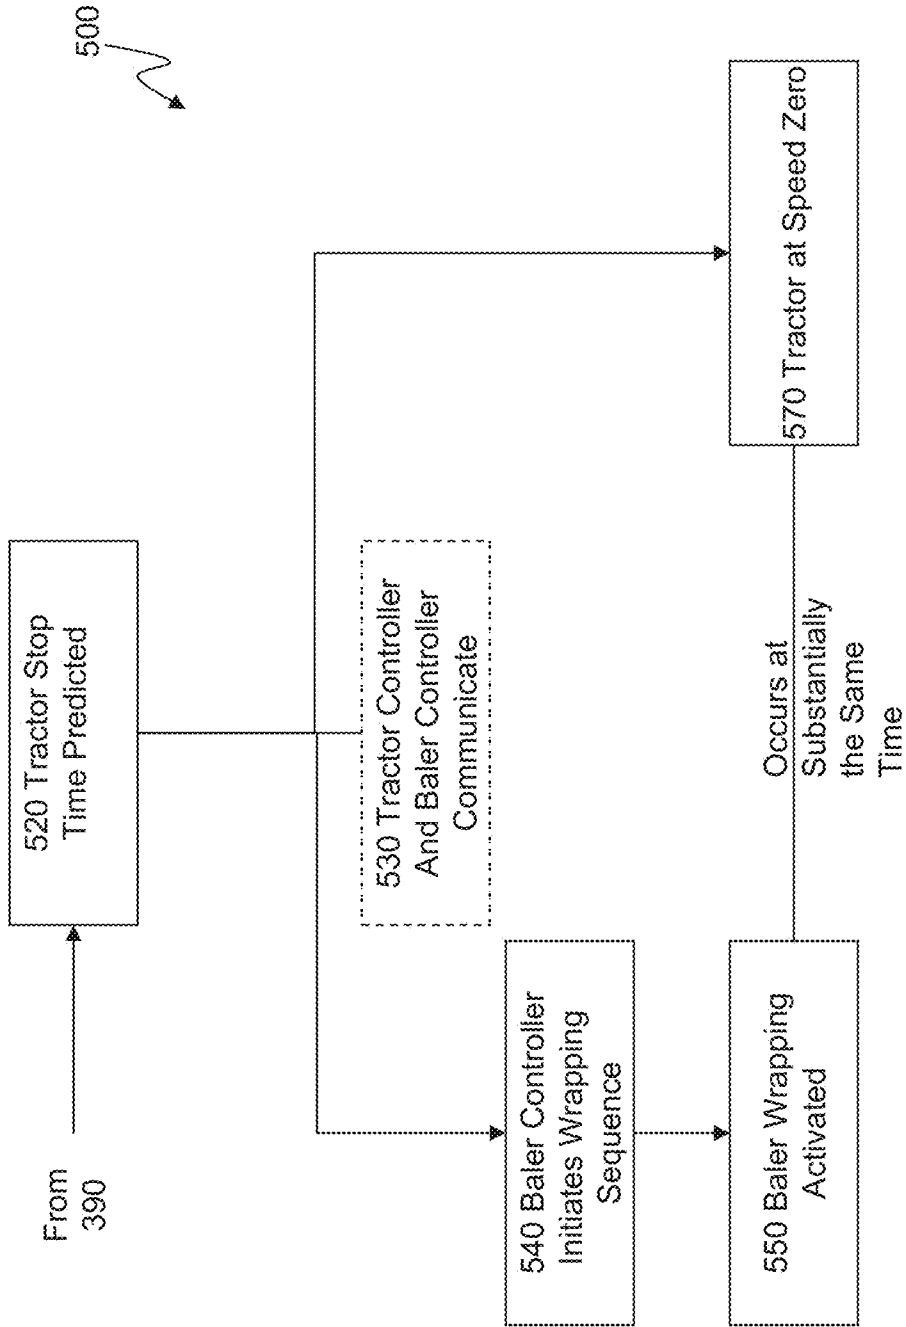 500
From
390
520 Tractor Stop
Time Predicted
530 Tractor Controller
And Baler Controller
Communicate
540 Baler Controller
Initiates Wrapping
Sequence
550 Baler Wrapping
Activated
Occurs at
Substantially
the Same
Time
570 Tractor at Speed Zero